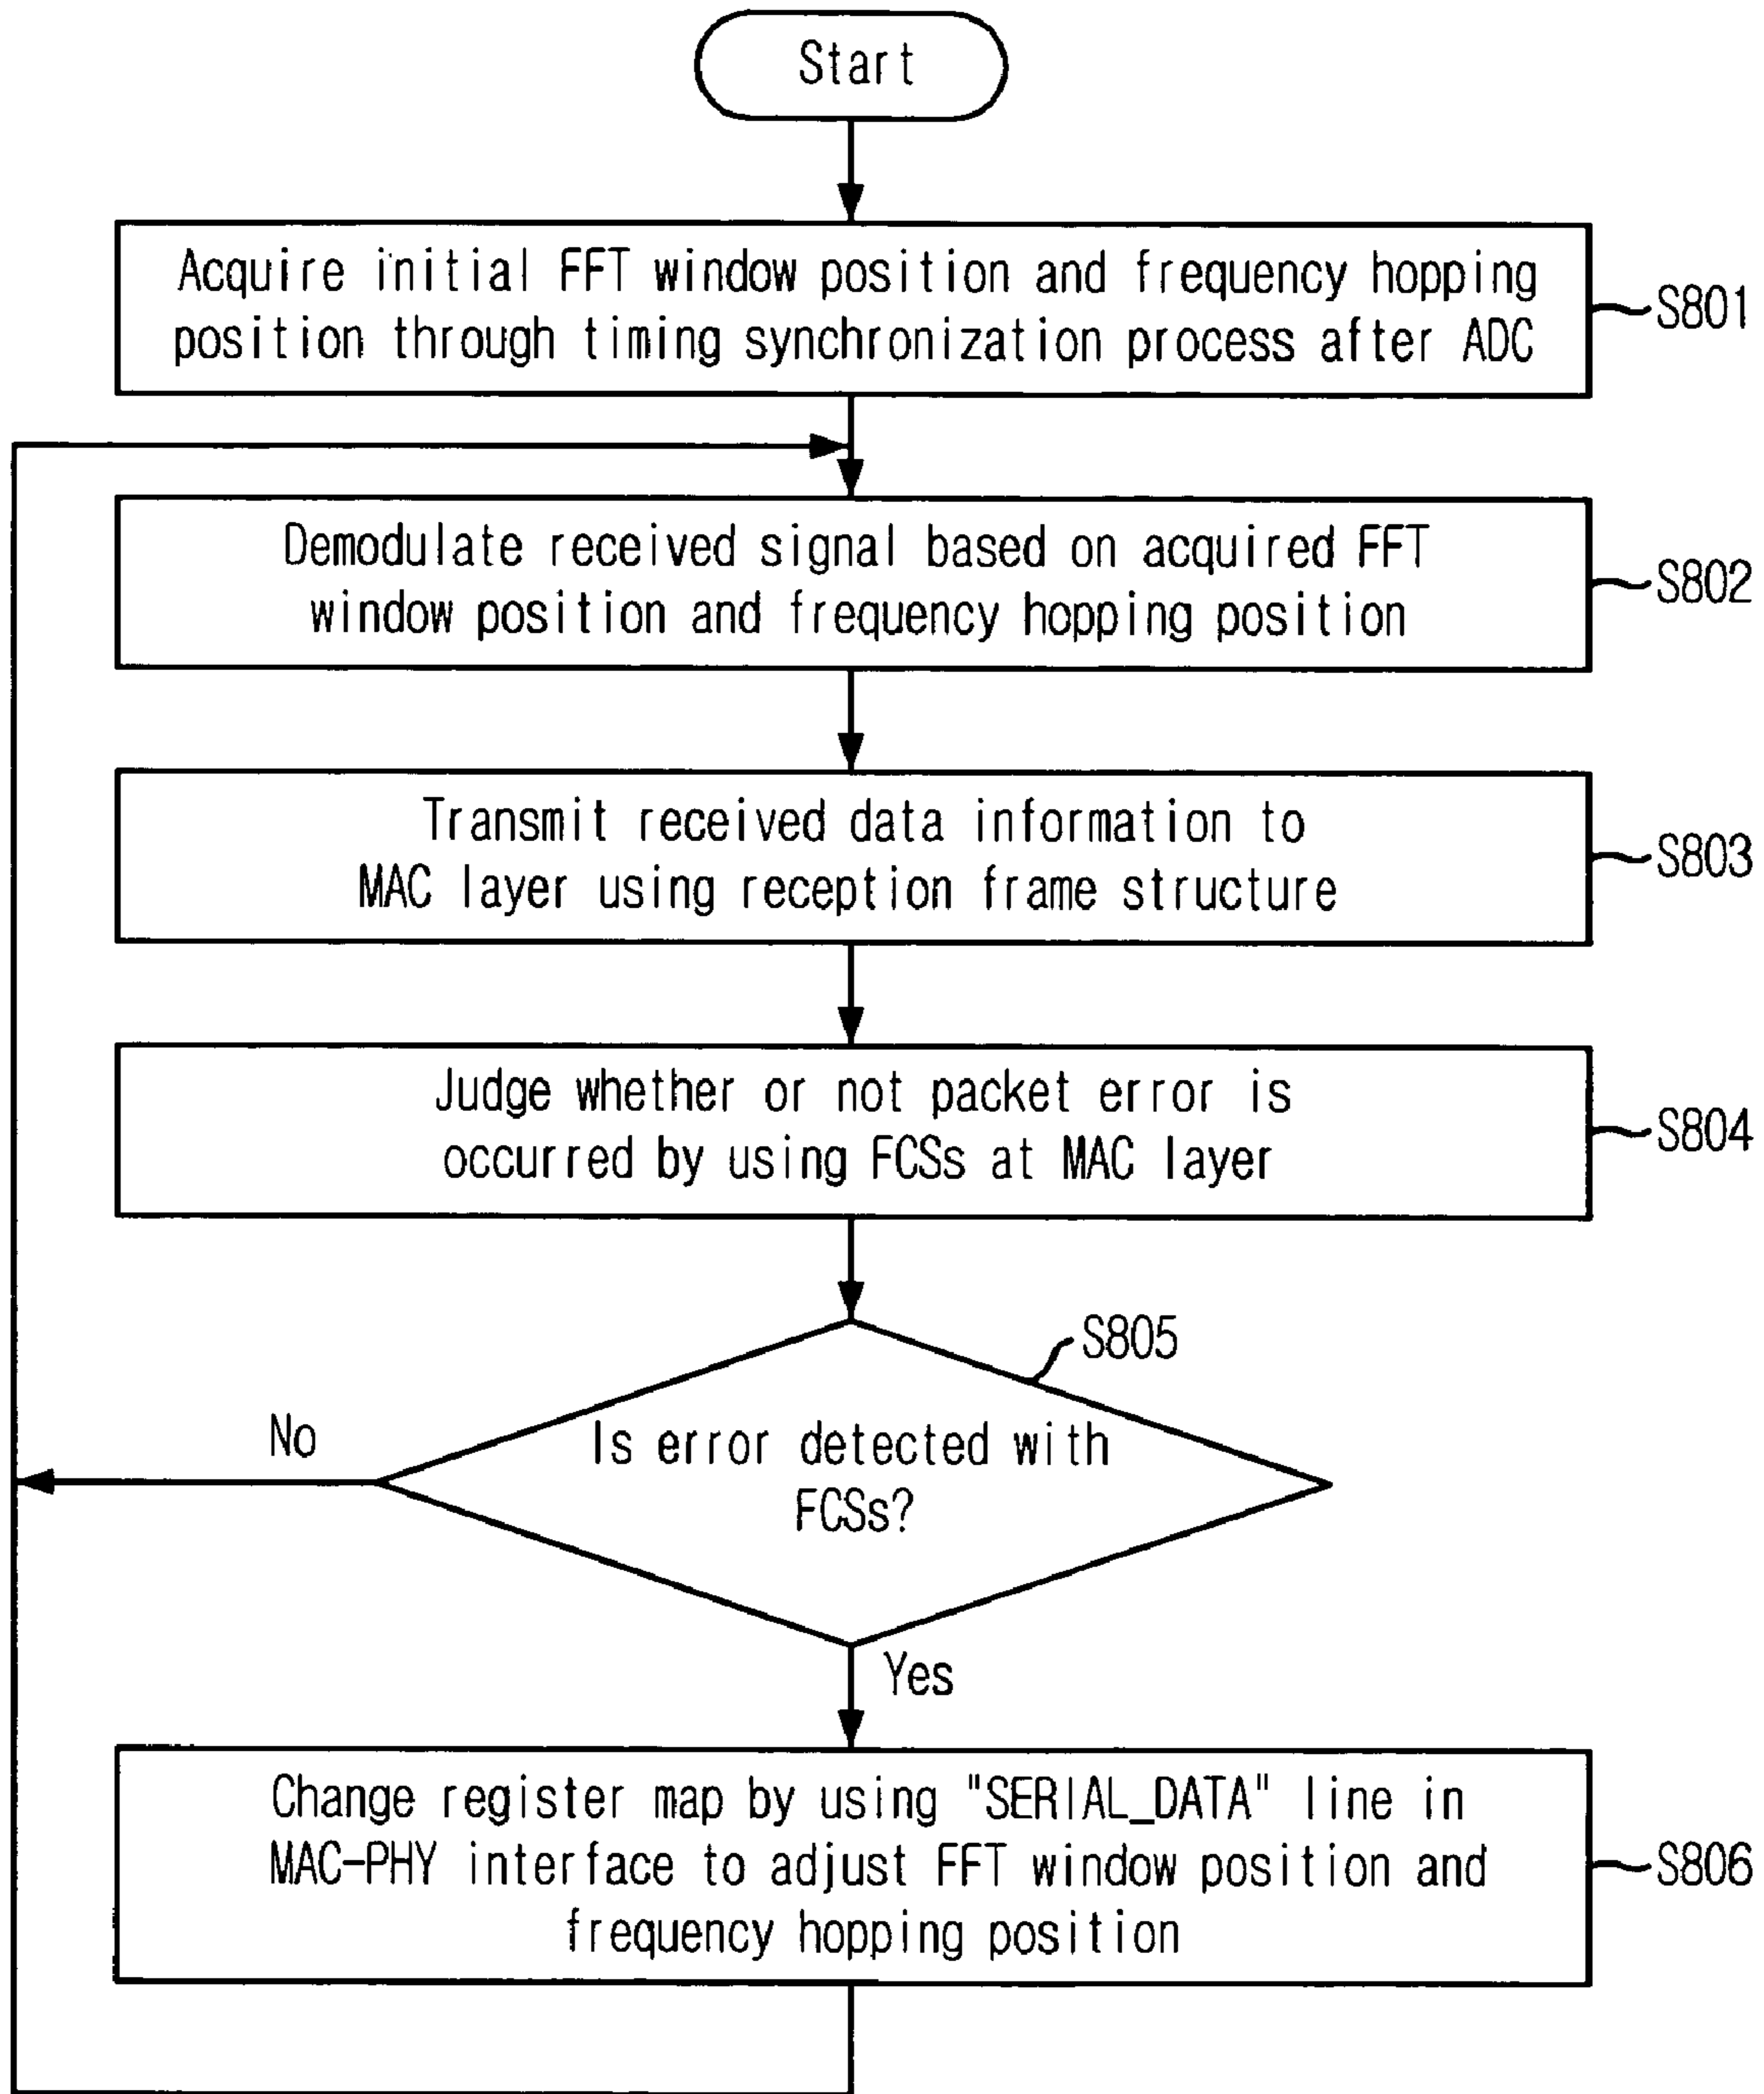 Start
Acquire initial FFT window position and frequency hopping
position through timing synchronization process after ADC
S801
Demodulate received signal based on acquired FFT
window position and frequency hopping position
S802
Transmit received data information to
MAC layer using reception frame structure
S803
Judge whether or not packet error is
occurred by using FCSs at MAC layer
S804
S805
Is error detected with
FCSs?
No
Yes
Change register map by using "SERIAL_DATA" line in
MAC-PHY interface to adjust FFT window position and
frequency hopping position
S806